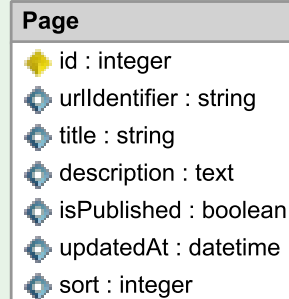 Page
id : integer
urlIdentifier : string
title : string
description : text
isPublished : boolean
updatedAt : datetime
sort : integer